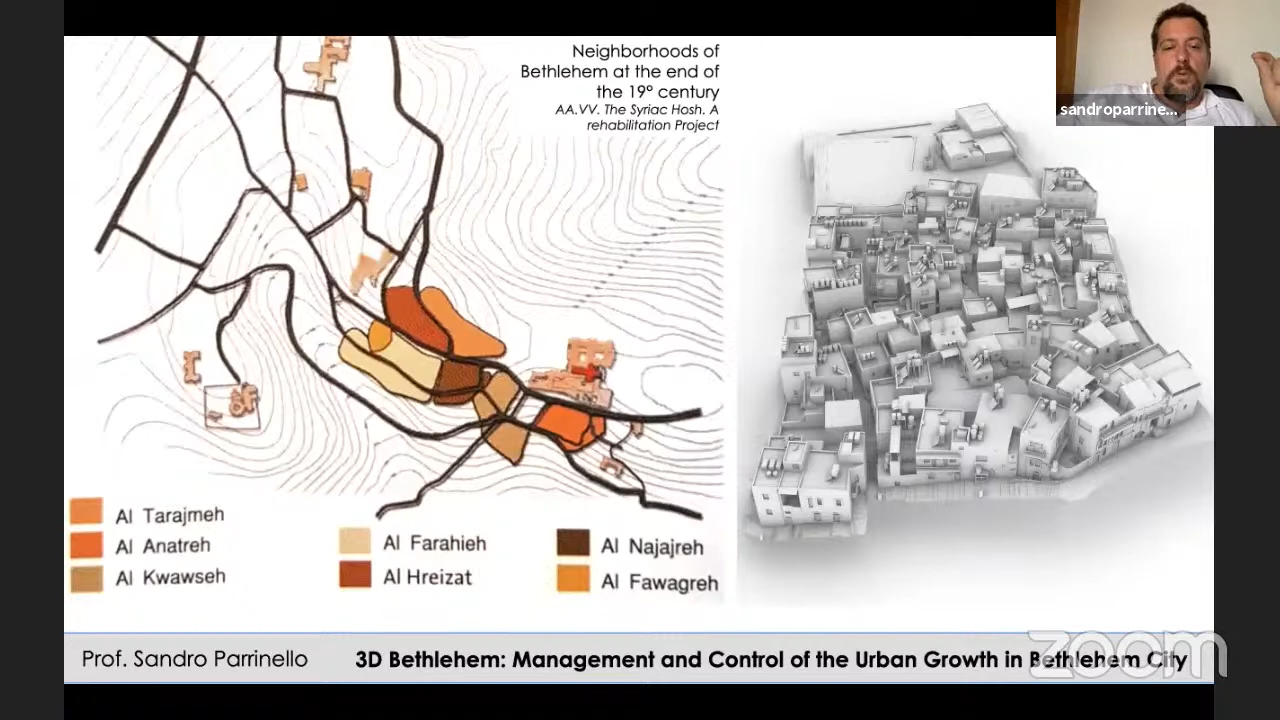 Neighborhoods of
Bethlehem at the end of
the 19° century
AA.VV. The Syriac Hosh. A
rehabilitation Project
sandroparrine...
Al Tarajmeh
Al Anatreh
Al Kwawseh
Al Farahieh
Al Hreizat
Al Najajreh
Al Fawagreh
Prof. Sandro Parrinello
3D Bethlehem: Management and Control of the Urban Growth in Bethlehem City
zoom